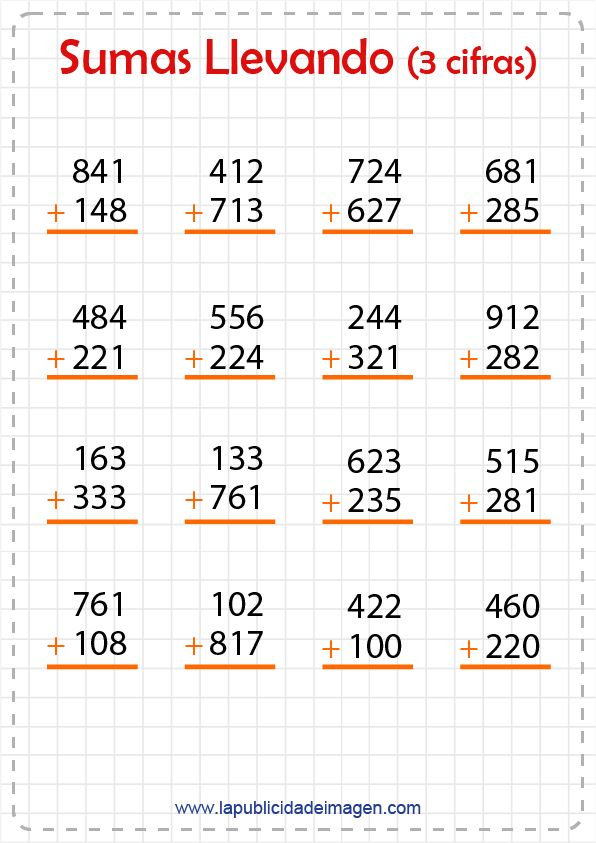 Sumas Llevando (3 cifras)
841 412 724 681
+ 148 + 713 + 627 + 285
484 556 244 912
+ 221 + 224 + 321 + 282
163 133 623 515
+ 333 + 761 + 235 + 281
761 102 422 460
+ 108 + 817 + 100 + 220
www.lapublicidadeimagen.com